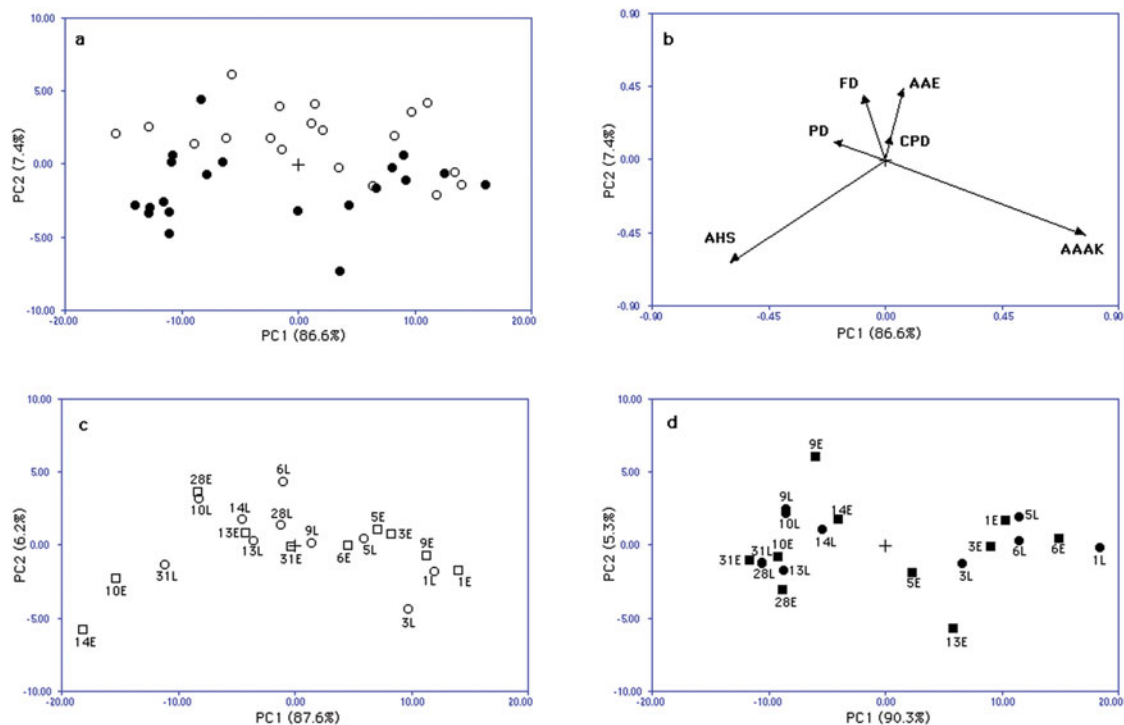 a
10.00
5.00
0.00
-5.00
-10.00
PC2 (7.4%)
-20.00 -10.00 0.00 10.00 20.00
PC1 (86.6%)
b
0.90
0.45
0.00
-0.45
-0.90
PC2 (7.4%)
FD AAE
PD CPD
AHS AAAK
-0.90 -0.45 0.00 0.45 0.90
PC1 (86.6%)
c
10.00
5.00
0.00
-5.00
-10.00
PC2 (6.2%)
6L
28E
10L
14L 28L
13E 9L 5E 3E
13L 31E 6E 5L 9E
31L 1L 1E
10E
3L
14E
-20.00 -10.00 0.00 10.00 20.00
PC1 (87.6%)
d
10.00
5.00
0.00
-5.00
-10.00
PC2 (5.3%)
9E
9L
10L 14E
1E 5L
14L
10E 3E 6L 6E 1L
31E 31L
28L 13L 3L
5E
28E
13E
-20.00 -10.00 0.00 10.00 20.00
PC1 (90.3%)